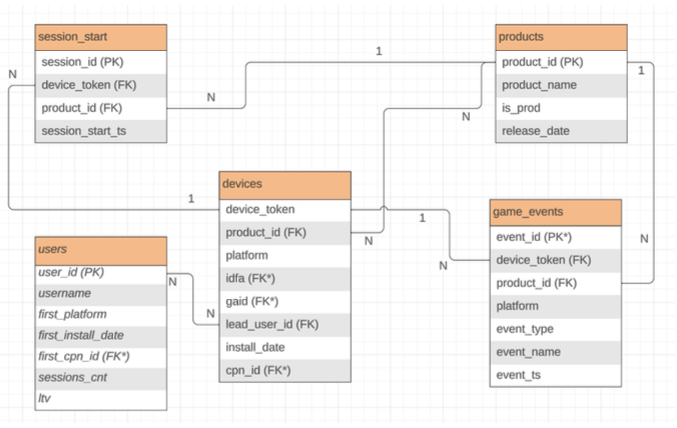 session_start
session_id (PK)
device_token (FK)
product_id (FK)
session_start_ts
products
product_id (PK)
product_name
is_prod
release_date
1
N
N
1
N
devices
device_token
product_id (FK)
platform
idfa (FK*)
gaid (FK*)
lead_user_id (FK)
install_date
cpn_id (FK*)
1
N
1
N
N
N
N
users
user_id (PK)
username
first_platform
first_install_date
first_cpn_id (FK*)
sessions_cnt
ltv
game_events
event_id (PK*)
device_token (FK)
product_id (FK)
platform
event_type
event_name
event_ts